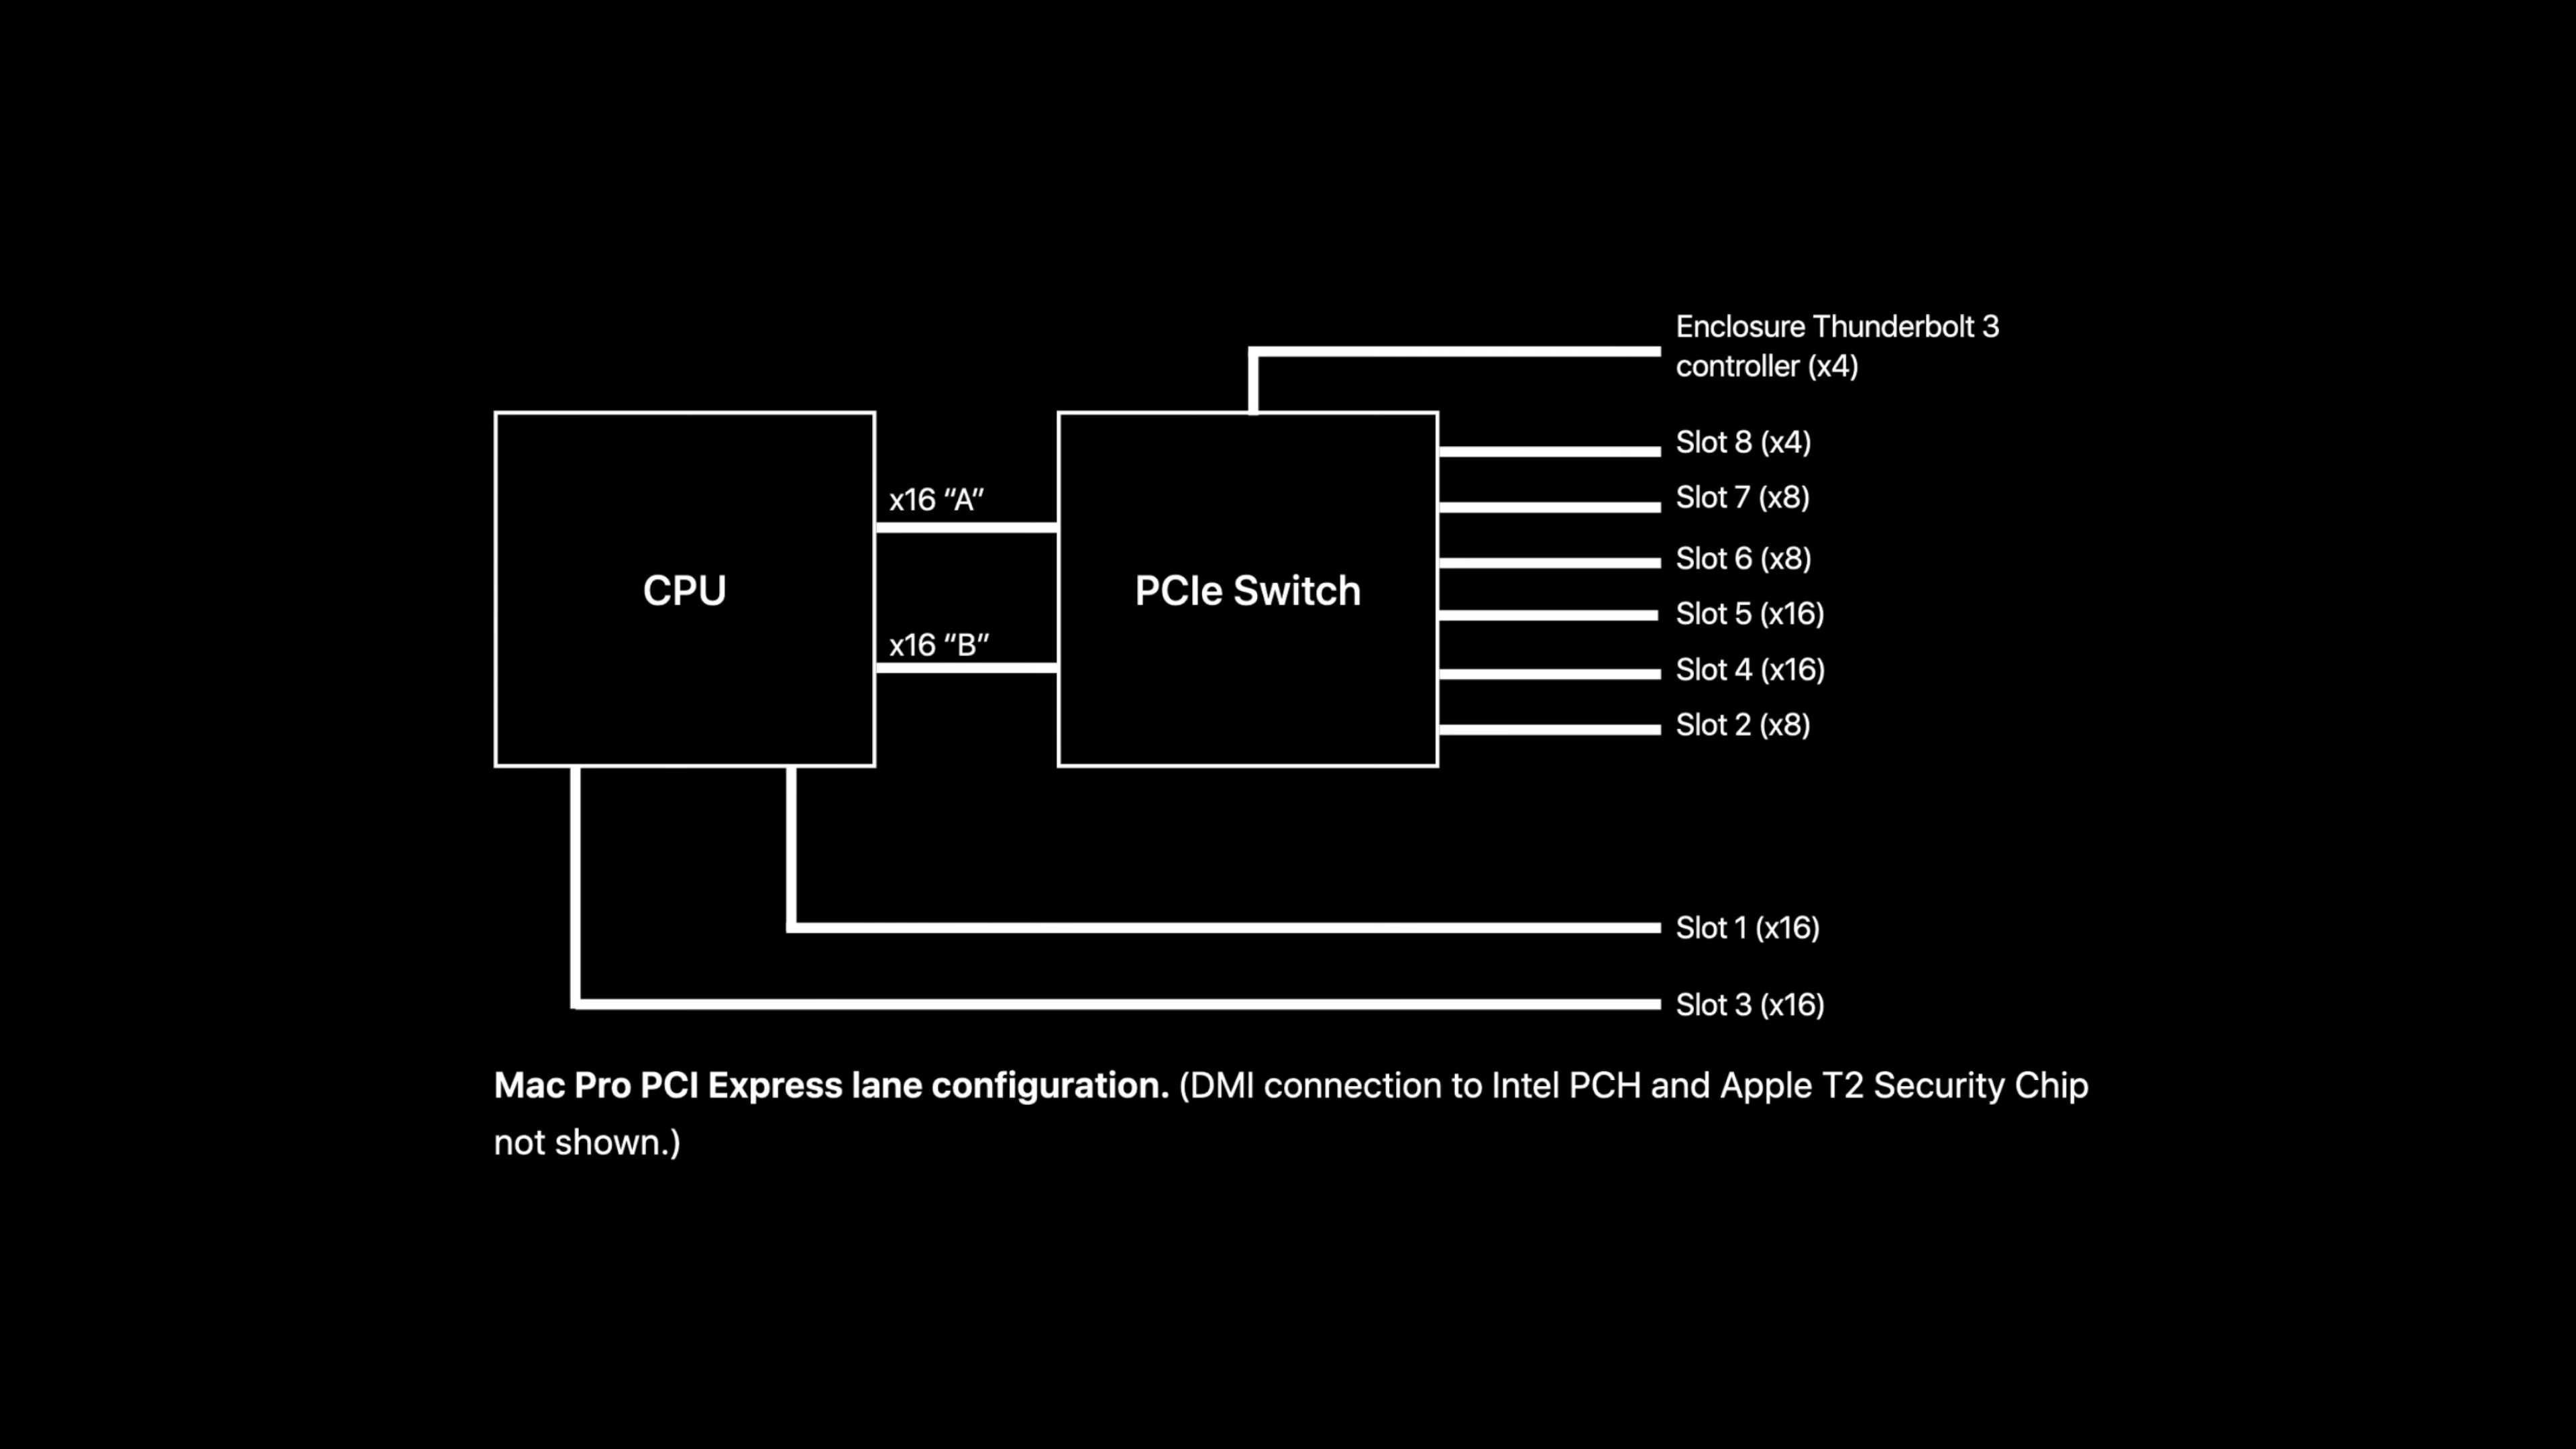 Enclosure Thunderbolt 3
controller (x4)
Slot 8 (x4)
x16 “A”
Slot 7 (x8)
Slot 6 (x8)
CPU
PCIe Switch
Slot 5 (x16)
x16 “B”
Slot 4 (x16)
Slot 2 (x8)
Slot 1 (x16)
Slot 3 (x16)
Mac Pro PCI Express lane configuration. (DMI connection to Intel PCH and Apple T2 Security Chip
not shown.)